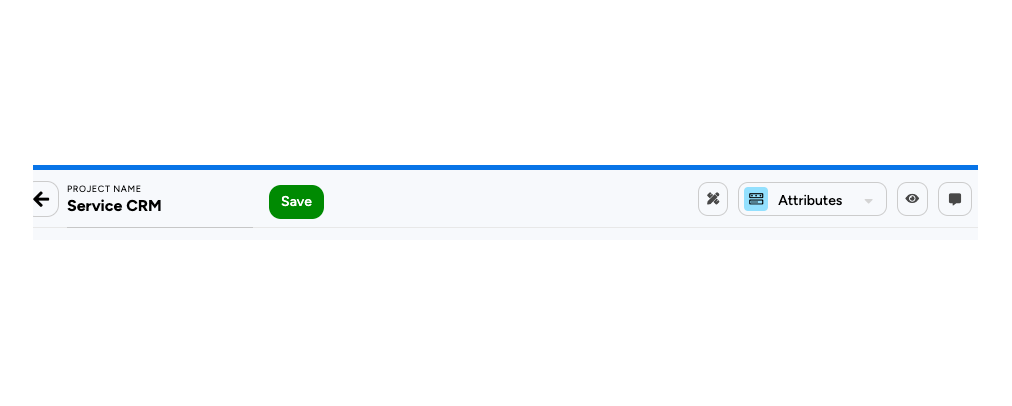 PROJECT NAME
Service CRM
Save
Attributes